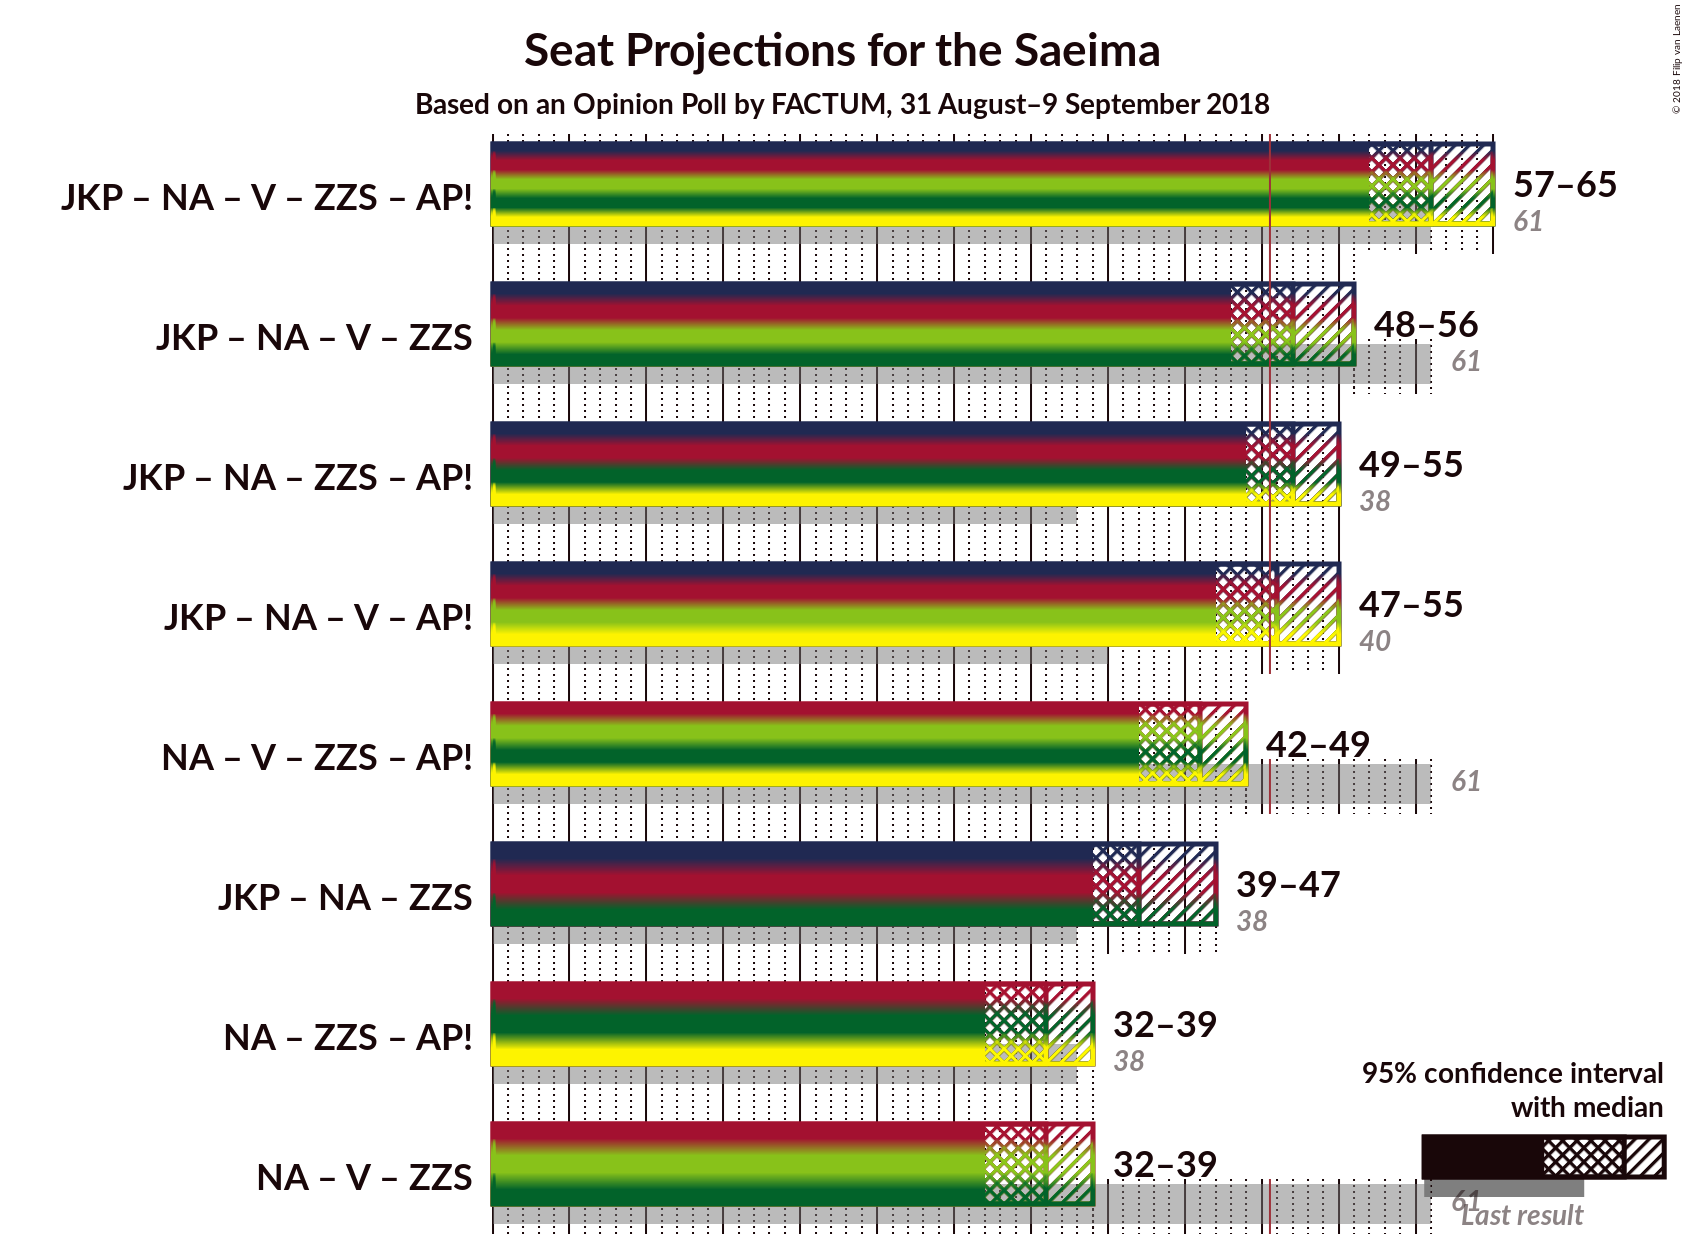 Seat Projections for the Saeima
Based on an Opinion Poll by FACTUM, 31 August–9 September 2018
© 2018 Filip van Laenen
JKP – NA – V – ZZS – AP!
57–65
61
JKP – NA – V – ZZS
48–56
61
JKP – NA – ZZS – AP!
49–55
38
JKP – NA – V – AP!
47–55
40
NA – V – ZZS – AP!
42–49
61
JKP – NA – ZZS
39–47
38
NA – ZZS – AP!
32–39
38
NA – V – ZZS
32–39
61
95% confidence interval
with median
Last result